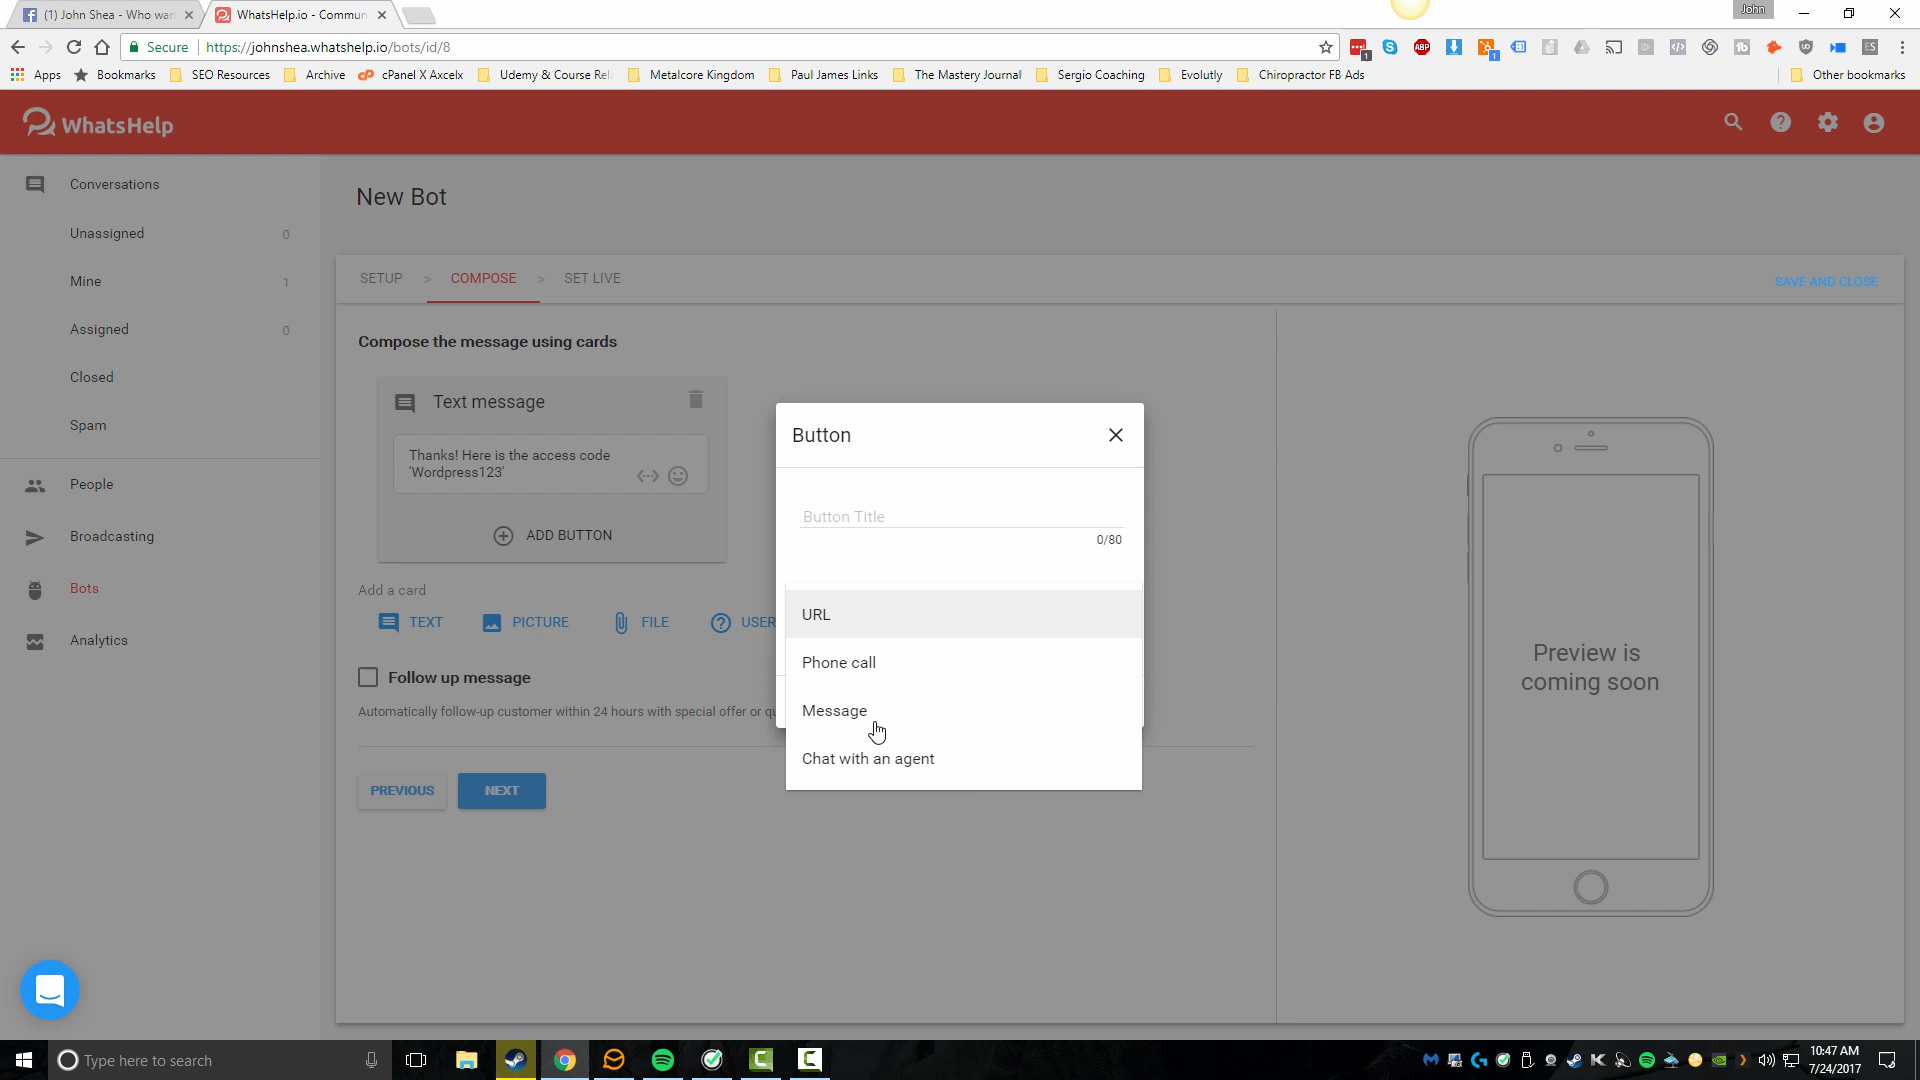 (1) John Shea - Who wan
WhatsHelp.io - Commun
John
Secure
https://johnshea.whatshelp.io/bots/id/8
Apps
Bookmarks
SEO Resources
Archive
cPanel X Axcelx
Udemy & Course Rel
Metalcore Kingdom
Paul James Links
The Mastery Journal
Sergio Coaching
Evolutly
Chiropractor FB Ads
Other bookmarks
WhatsHelp
Conversations
Unassigned 0
Mine 1
Assigned 0
Closed
Spam
People
Broadcasting
Bots
Analytics
New Bot
SETUP > COMPOSE > SET LIVE
SAVE AND CLOSE
Compose the message using cards
Text message
Thanks! Here is the access code
'Wordpress123'
ADD BUTTON
Add a card
TEXT PICTURE FILE USER
Follow up message
Automatically follow-up customer within 24 hours with special offer or qu
PREVIOUS NEXT
Button
Button Title
0/80
URL
Phone call
Message
Chat with an agent
Preview is
coming soon
Type here to search
10:47 AM
7/24/2017